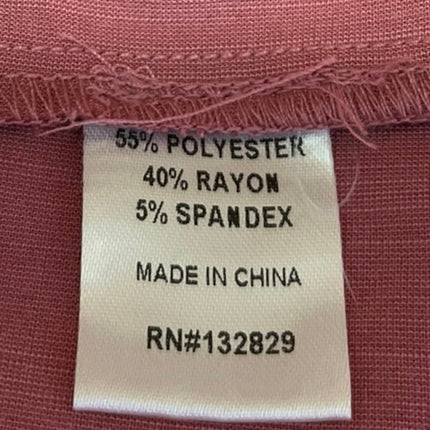 55% POLYESTER
40% RAYON
5% SPANDEX
MADE IN CHINA
RN#132829